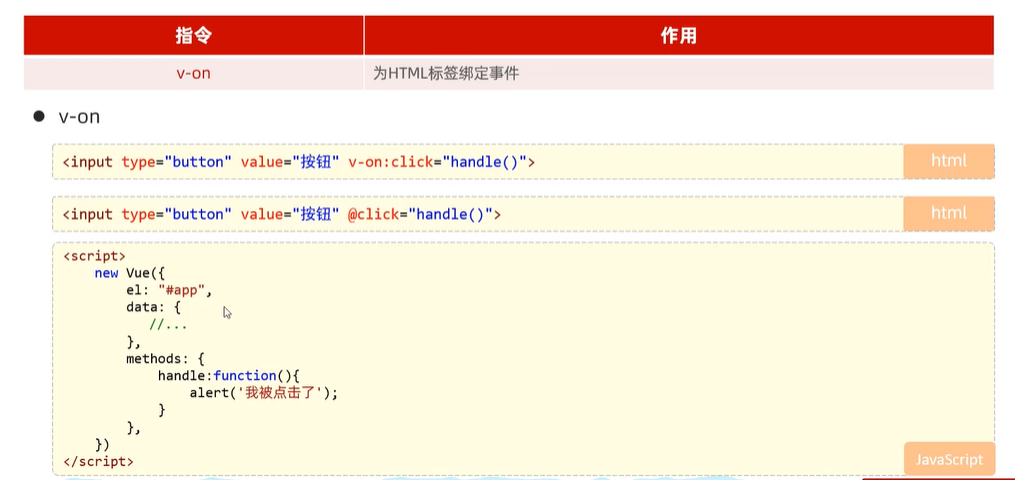 指令 作用
v-on 为HTML标签绑定事件
● v-on
<input type="button" value="按钮" v-on:click="handle()"> html
<input type="button" value="按钮" @click="handle()"> html
<script>
    new Vue({
        el: "#app",
        data: {
           //...
        },
        methods: {
            handle:function(){
                alert('我被点击了');
            }
        },
    })
</script>
JavaScript